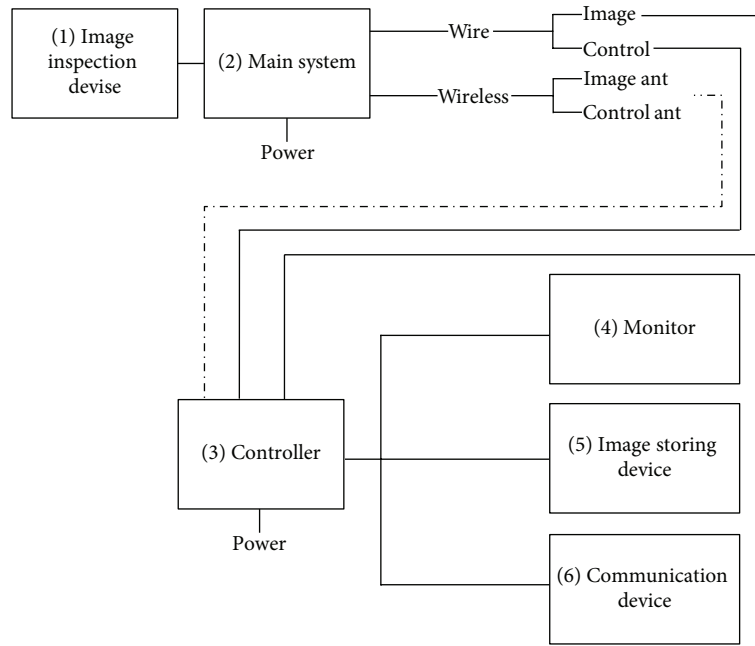 (1) Image
inspection
devise
(2) Main system
Power
Wire
Image
Control
Wireless
Image ant
Control ant
(3) Controller
Power
(4) Monitor
(5) Image storing
device
(6) Communication
device